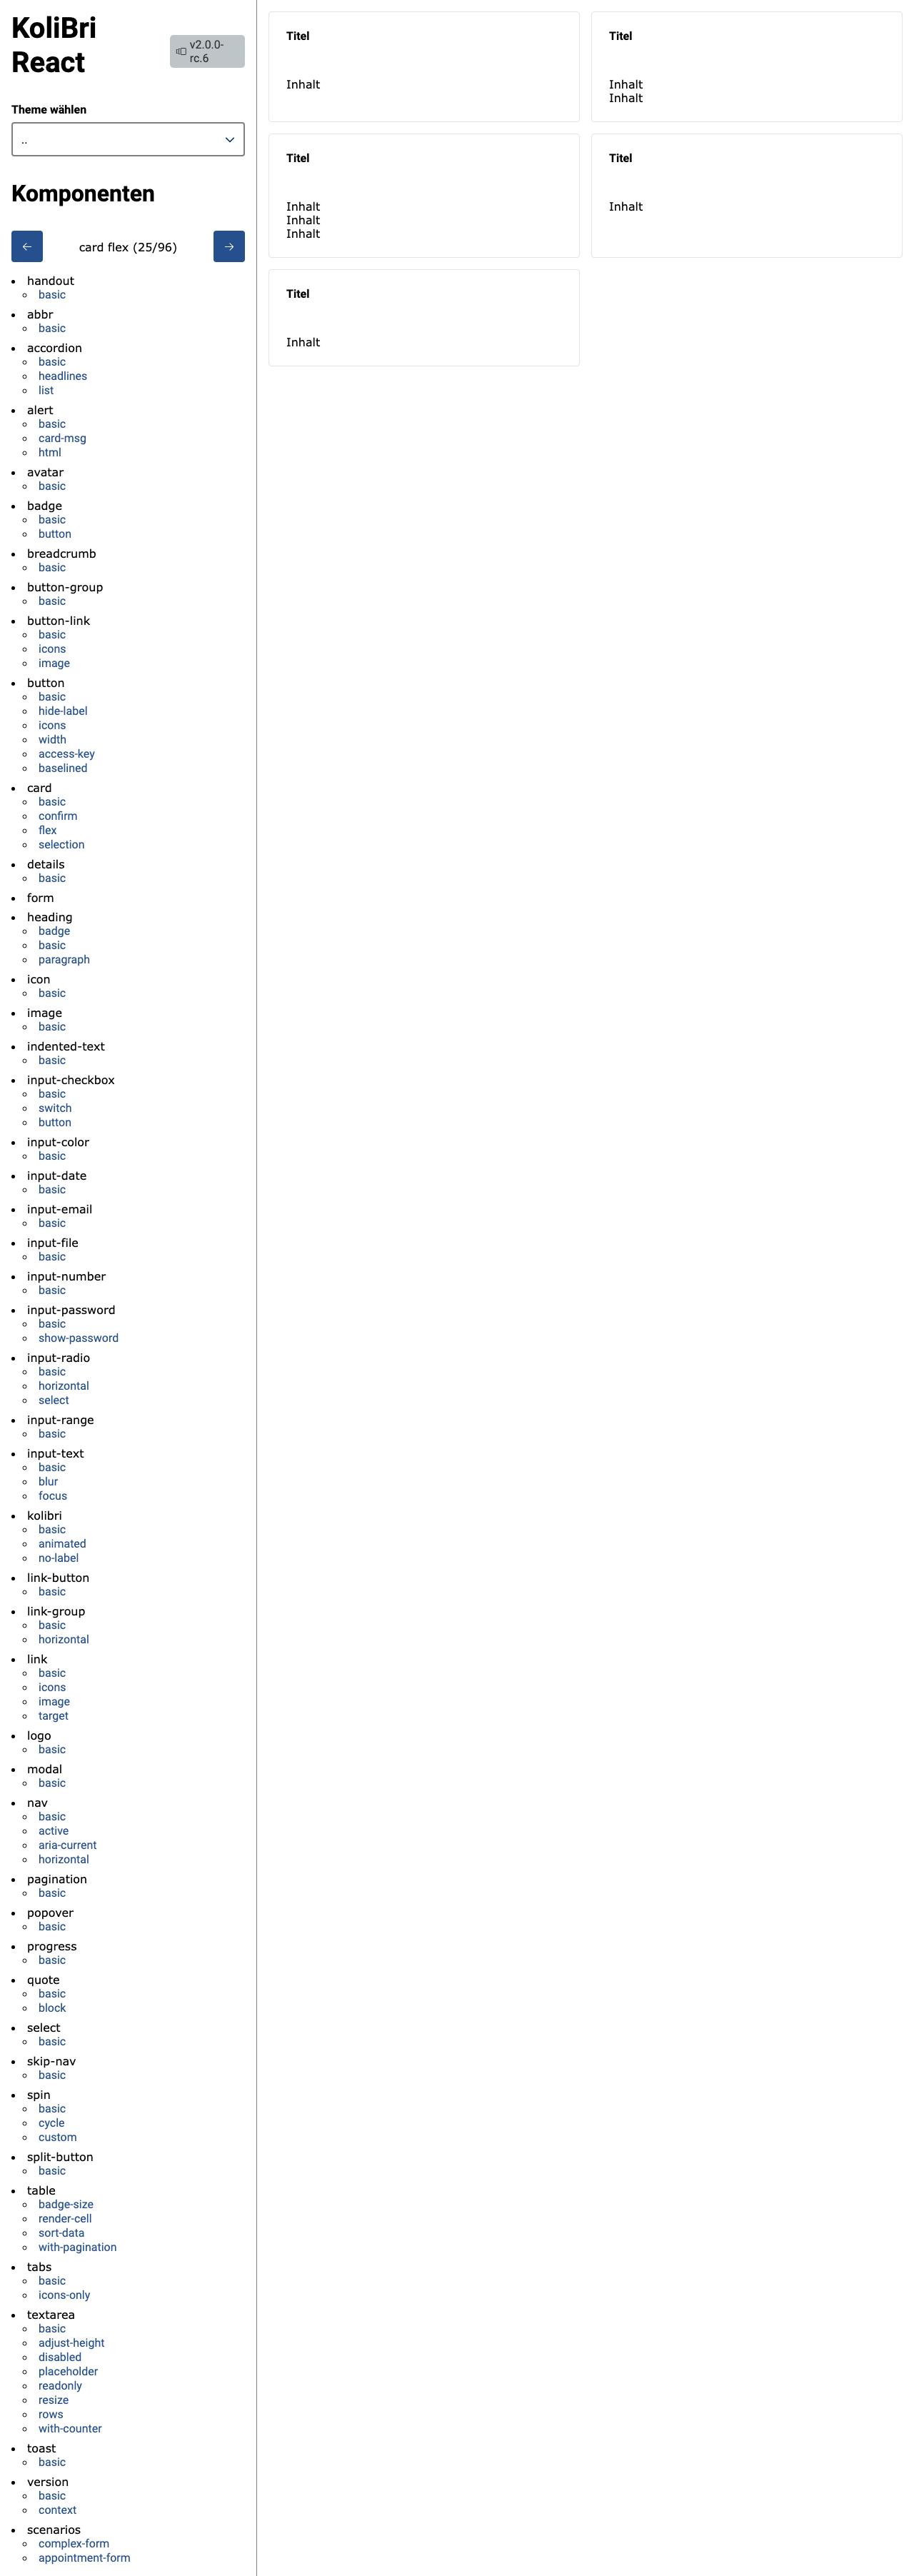 KoliBri
React
v2.0.0-
rc.6
Theme wählen
..
Komponenten
card flex (25/96)
handout
basic
abbr
basic
accordion
basic
headlines
list
alert
basic
card-msg
html
avatar
basic
badge
basic
button
breadcrumb
basic
button-group
basic
button-link
basic
icons
image
button
basic
hide-label
icons
width
access-key
baselined
card
basic
confirm
flex
selection
details
basic
form
heading
badge
basic
paragraph
icon
basic
image
basic
indented-text
basic
input-checkbox
basic
switch
button
input-color
basic
input-date
basic
input-email
basic
input-file
basic
input-number
basic
input-password
basic
show-password
input-radio
basic
horizontal
select
input-range
basic
input-text
basic
blur
focus
kolibri
basic
animated
no-label
link-button
basic
link-group
basic
horizontal
link
basic
icons
image
target
logo
basic
modal
basic
nav
basic
active
aria-current
horizontal
pagination
basic
popover
basic
progress
basic
quote
basic
block
select
basic
skip-nav
basic
spin
basic
cycle
custom
split-button
basic
table
badge-size
render-cell
sort-data
with-pagination
tabs
basic
icons-only
textarea
basic
adjust-height
disabled
placeholder
readonly
resize
rows
with-counter
toast
basic
version
basic
context
scenarios
complex-form
appointment-form
Titel
Inhalt
Titel
Inhalt
Inhalt
Titel
Inhalt
Inhalt
Inhalt
Titel
Inhalt
Titel
Inhalt